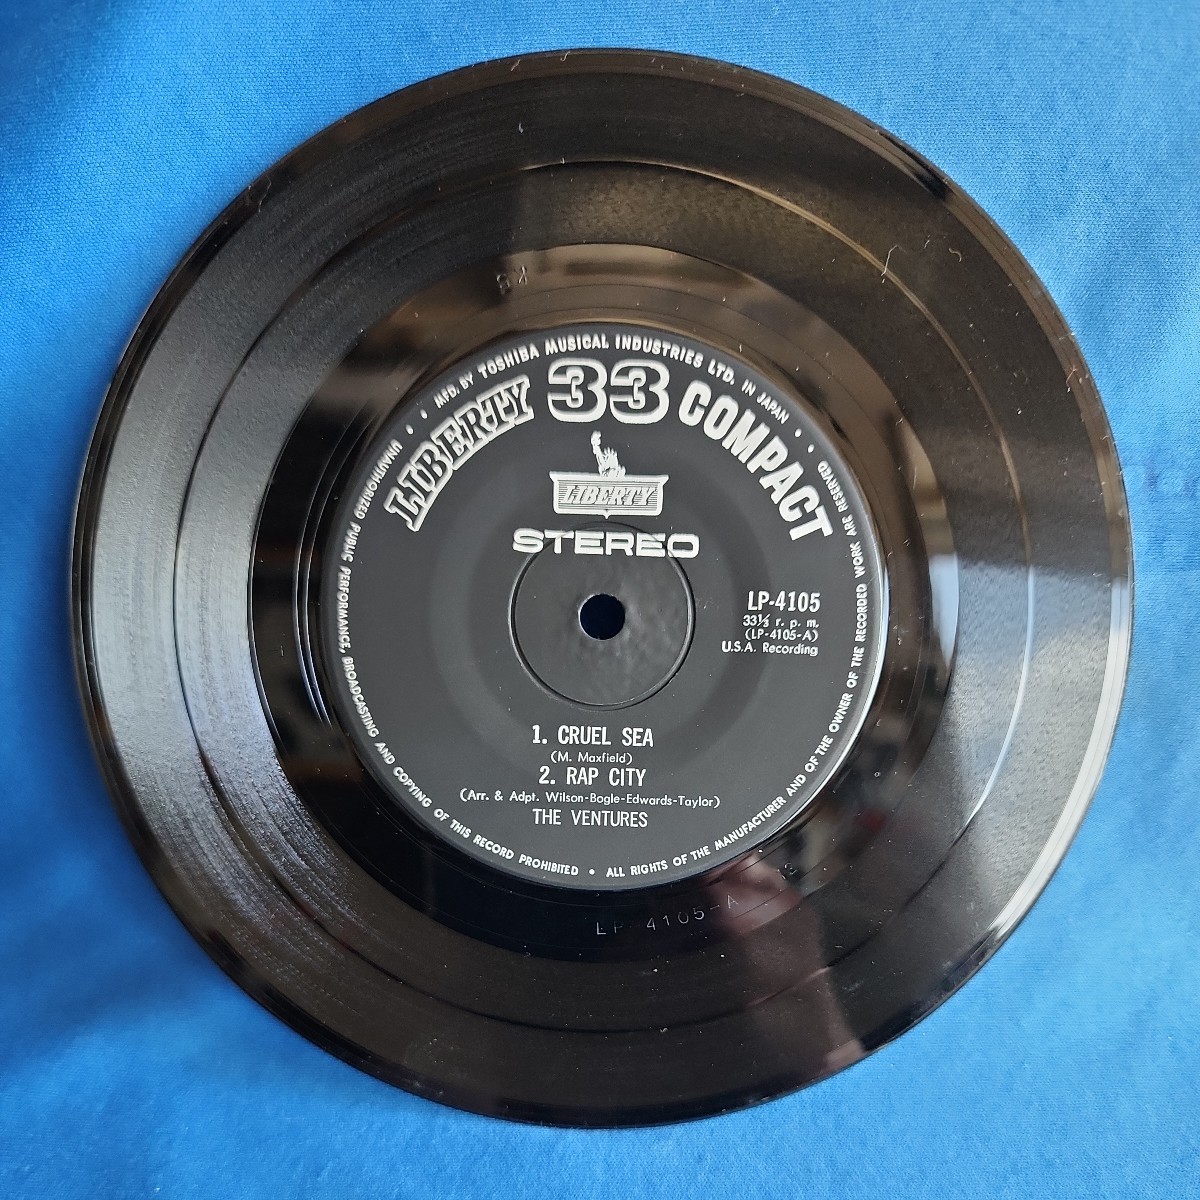 • MFD. BY TOSHIBA MUSICAL INDUSTRIES LTD. IN JAPAN •
LIBERTY 33 COMPACT
LIBERTY
STEREO
LP-4105
33⅓ r. p. m.
(LP-4105-A)
U.S.A. Recording
1. CRUEL SEA
(M. Maxfield)
2. RAP CITY
(Arr. & Adpt. Wilson-Bogle-Edwards-Taylor)
THE VENTURES
UNAUTHORIZED PUBLIC PERFORMANCE, BROADCASTING AND COPYING OF THIS RECORD PROHIBITED • ALL RIGHTS OF THE MANUFACTURER AND OF THE OWNER OF THE RECORDED WORK ARE RESERVED
LP-4105-A